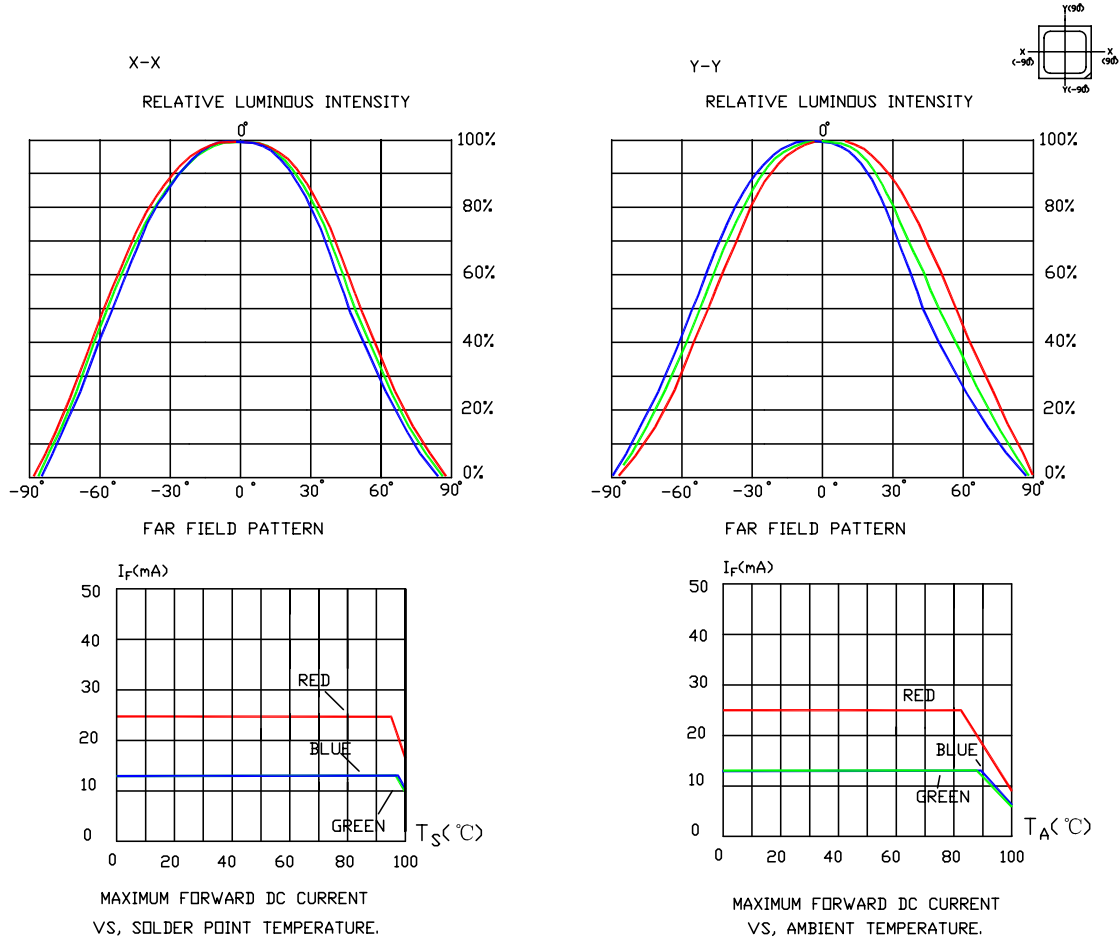 X-X
RELATIVE LUMINOUS INTENSITY
0°
100%
80%
60%
40%
20%
0%
-90° -60° -30° 0° 30° 60° 90°
FAR FIELD PATTERN
Y-Y
Y(90°)
X (-90°)
X (90°)
Y(-90°)
RELATIVE LUMINOUS INTENSITY
0°
100%
80%
60%
40%
20%
0%
-90° -60° -30° 0° 30° 60° 90°
FAR FIELD PATTERN
IF(mA)
50
40
30
20
10
0
RED
BLUE
GREEN
TS(℃)
0 20 40 60 80 100
MAXIMUM FORWARD DC CURRENT
VS, SOLDER POINT TEMPERATURE.
IF(mA)
50
40
30
20
10
0
RED
BLUE
GREEN
TA(℃)
0 20 40 60 80 100
MAXIMUM FORWARD DC CURRENT
VS, AMBIENT TEMPERATURE.